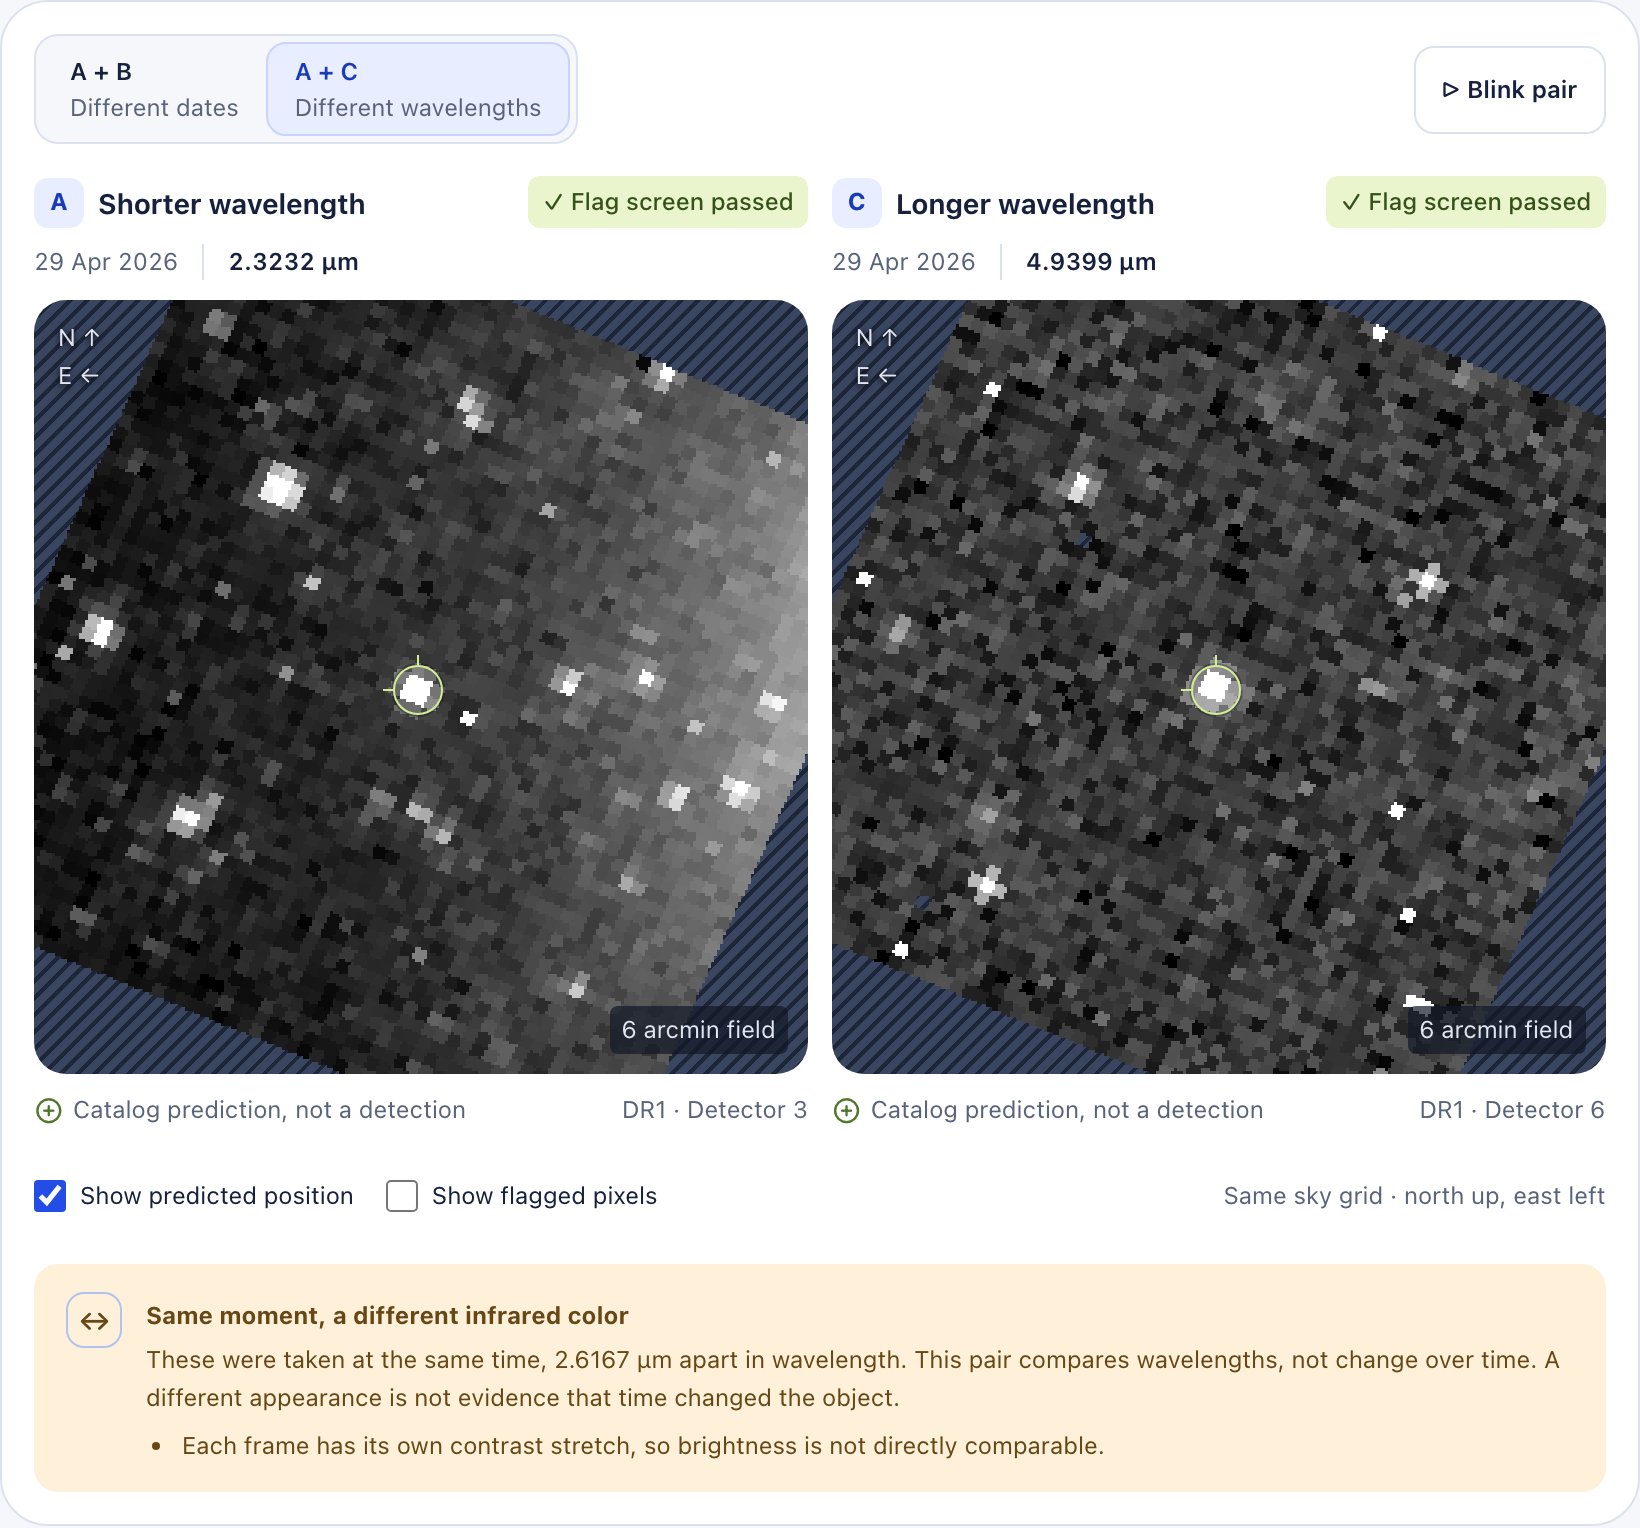 A + B
Different dates
A + C
Different wavelengths
▷ Blink pair
A Shorter wavelength
✓ Flag screen passed
29 Apr 2026
2.3232 µm
N ↑
E ←
6 arcmin field
Catalog prediction, not a detection
DR1 · Detector 3
C Longer wavelength
✓ Flag screen passed
29 Apr 2026
4.9399 µm
N ↑
E ←
6 arcmin field
Catalog prediction, not a detection
DR1 · Detector 6
Show predicted position
Show flagged pixels
Same sky grid · north up, east left
Same moment, a different infrared color
These were taken at the same time, 2.6167 µm apart in wavelength. This pair compares wavelengths, not change over time. A
different appearance is not evidence that time changed the object.
• Each frame has its own contrast stretch, so brightness is not directly comparable.